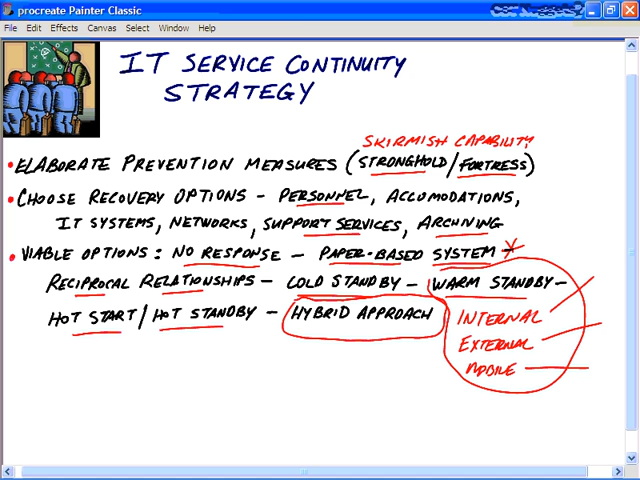 procreate Painter Classic
File Edit Effects Canvas Select Window Help
IT SERVICE CONTINUITY
STRATEGY
SKIRMISH CAPABILITY
• ELABORATE PREVENTION MEASURES (STRONGHOLD/FORTRESS)
• CHOOSE RECOVERY OPTIONS - PERSONNEL, ACCOMODATIONS,
IT SYSTEMS, NETWORKS, SUPPORT SERVICES, ARCHIVING
• VIABLE OPTIONS: NO RESPONSE - PAPER-BASED SYSTEM -
RECIPROCAL RELATIONSHIPS - COLD STANDBY - WARM STANDBY -
HOT START/HOT STANDBY - HYBRID APPROACH
INTERNAL
EXTERNAL
MOBILE